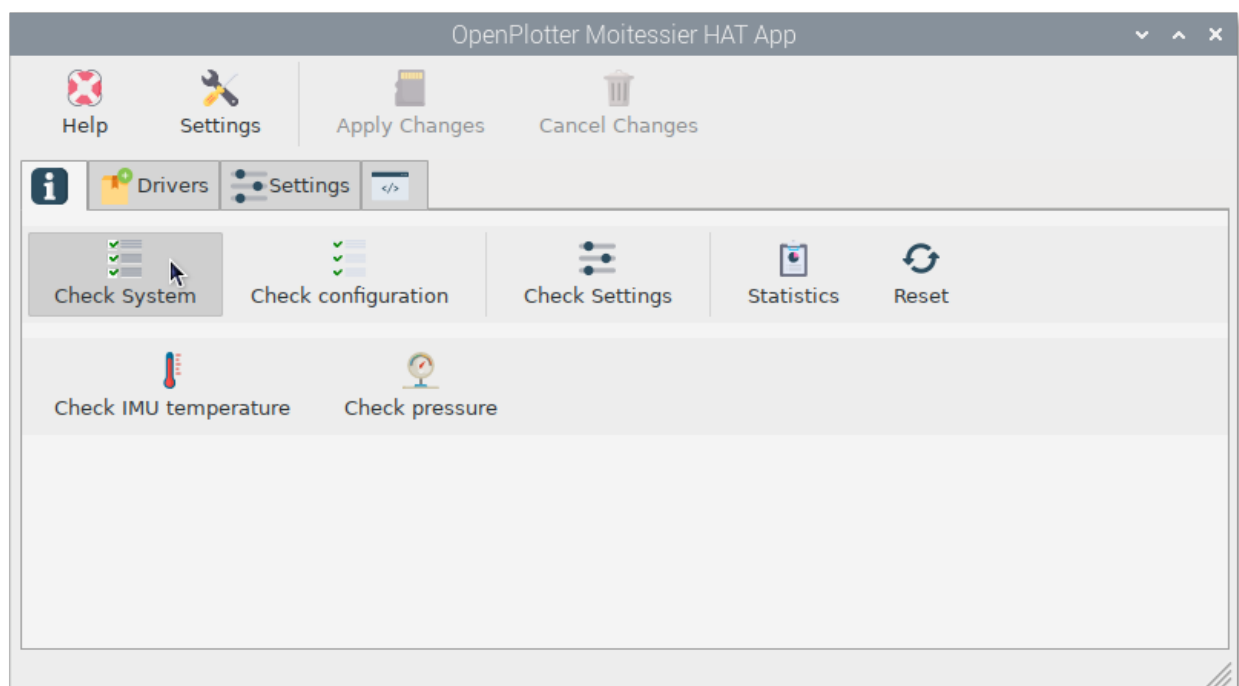 OpenPlotter Moitessier HAT App
Help Settings Apply Changes Cancel Changes
i Drivers Settings </>
Check System Check configuration Check Settings Statistics Reset
Check IMU temperature Check pressure